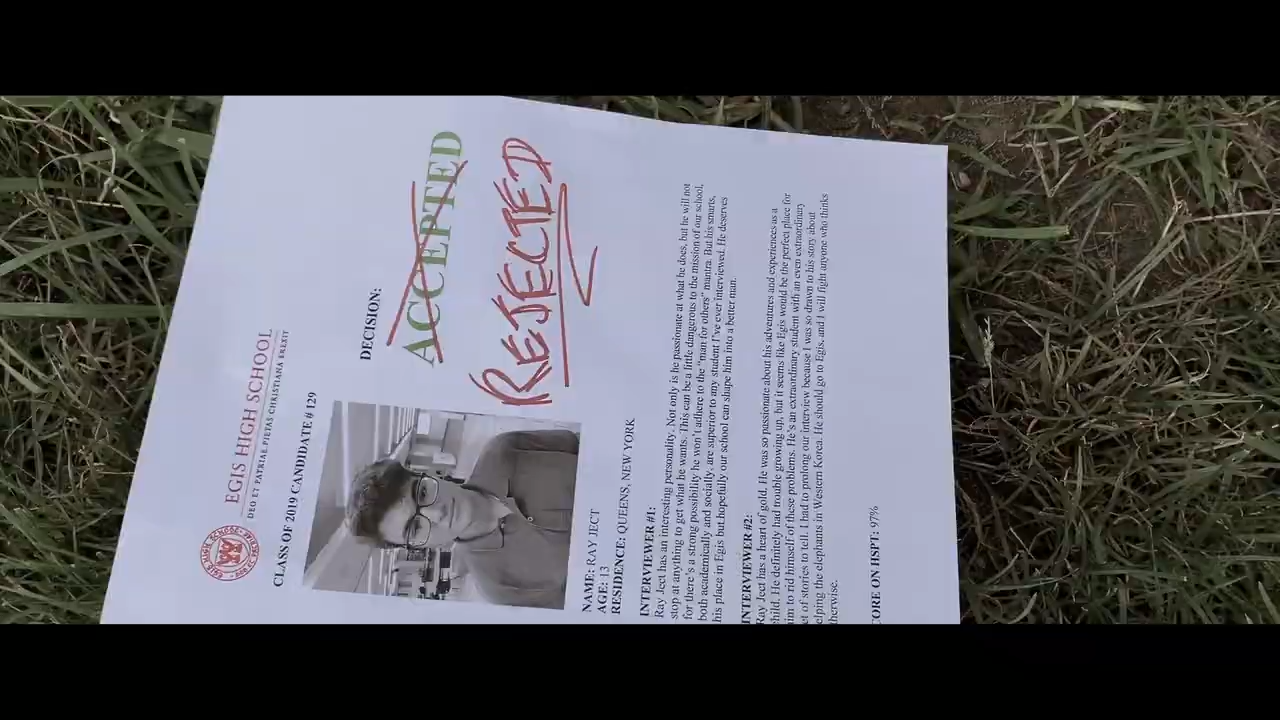 EGIS HIGH SCHOOL
DEO ET PATRIAE PIETAS CHRISTIANA ERExIT
CLASS OF 2019 CANDIDATE #129
DECISION:
ACCEPTED
REJECTED
NAME: RAY JECT
AGE: 13
RESIDENCE: QUEENS, NEW YORK
INTERVIEWER #1:
Ray Ject has an interesting personality. Not only is he passionate at what he does, but he will not
stop at anything to get what he wants. This can be a little dangerous to the mission of our school,
for there's a strong possibility he won't adhere to the "man for others" mantra. But his smarts,
both academically and socially, are superior to any student I've ever interviewed. He deserves
his place in Egis but hopefully our school can shape him into a better man.
INTERVIEWER #2:
Ray Ject has a heart of gold. He was so passionate about his adventures and experiences as a
child. He definitely had trouble growing up, but it seems like Egis would be the perfect place for
im to rid himself of these problems. He's an extraordinary student with an even extraordinary
et of stories to tell. I had to prolong our interview because I was so drawn to his story about
elping the elephants in Western Korea. He should go to Egis, and I will fight anyone who thinks
therwise.
CORE ON HSPT: 97%